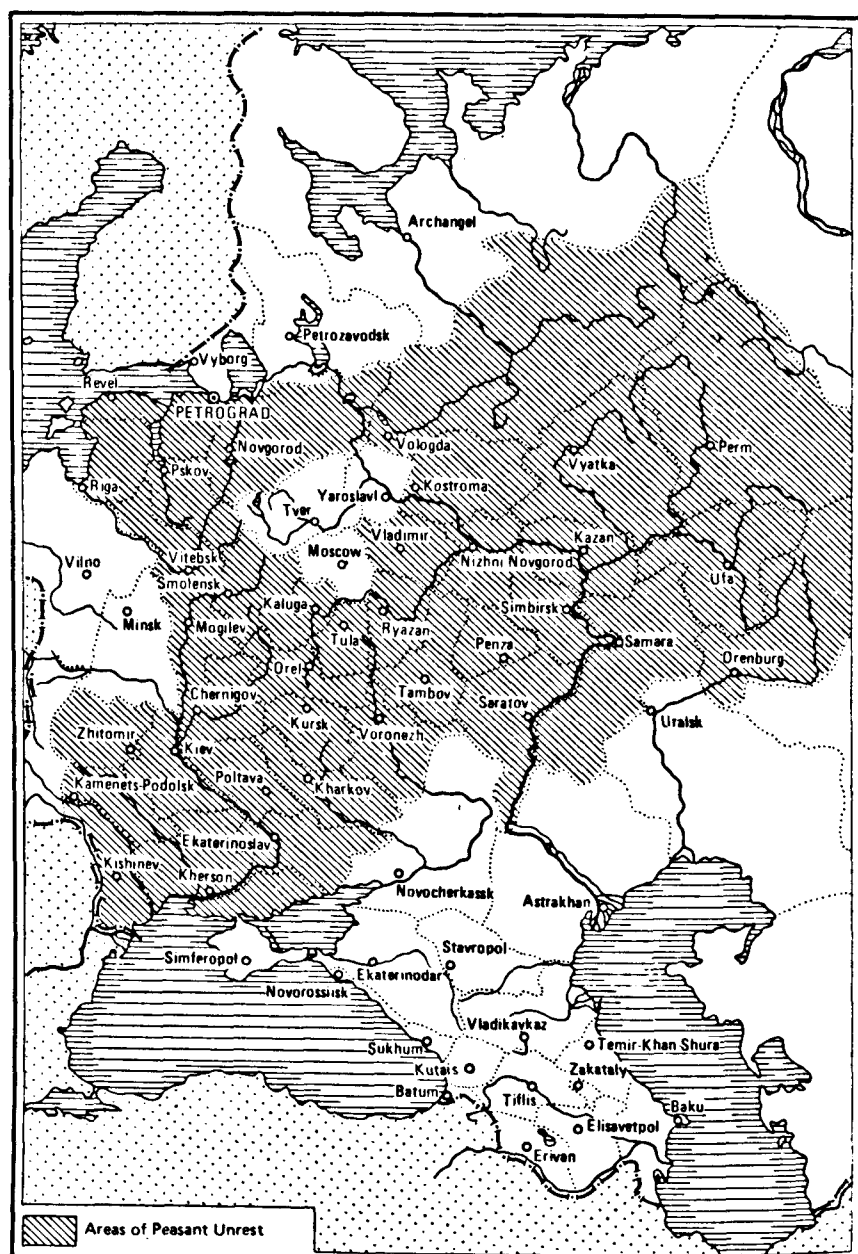 Archangel
Petrozavodsk
Vyborg
Revel
PETROGRAD
Novgorod
Vologda
Perm
Pskov
Vyatka
Riga
Kostroma
Yaroslavl
Tver
Vladimir
Kazan
Moscow
Nizhni Novgorod
Vitebsk
Vilno
Ufa
Smolensk
Kaluga
Simbirsk
Minsk
Mogilev
Tula
Ryazan
Penza
Samara
Orel
Orenburg
Chernigov
Tambov
Saratov
Kursk
Uralsk
Voronezh
Zhitomir
Kiev
Poltava
Kharkov
Kamenets-Podolsk
Ekaterinoslav
Kishinev
Kherson
Novocherkassk
Astrakhan
Stavropol
Simferopol
Ekaterinodar
Novorossiisk
Vladikavkaz
Sukhum
Temir-Khan Shura
Kutais
Zakataly
Batum
Tiflis
Baku
Elisavetpol
Erivan
Areas of Peasant Unrest